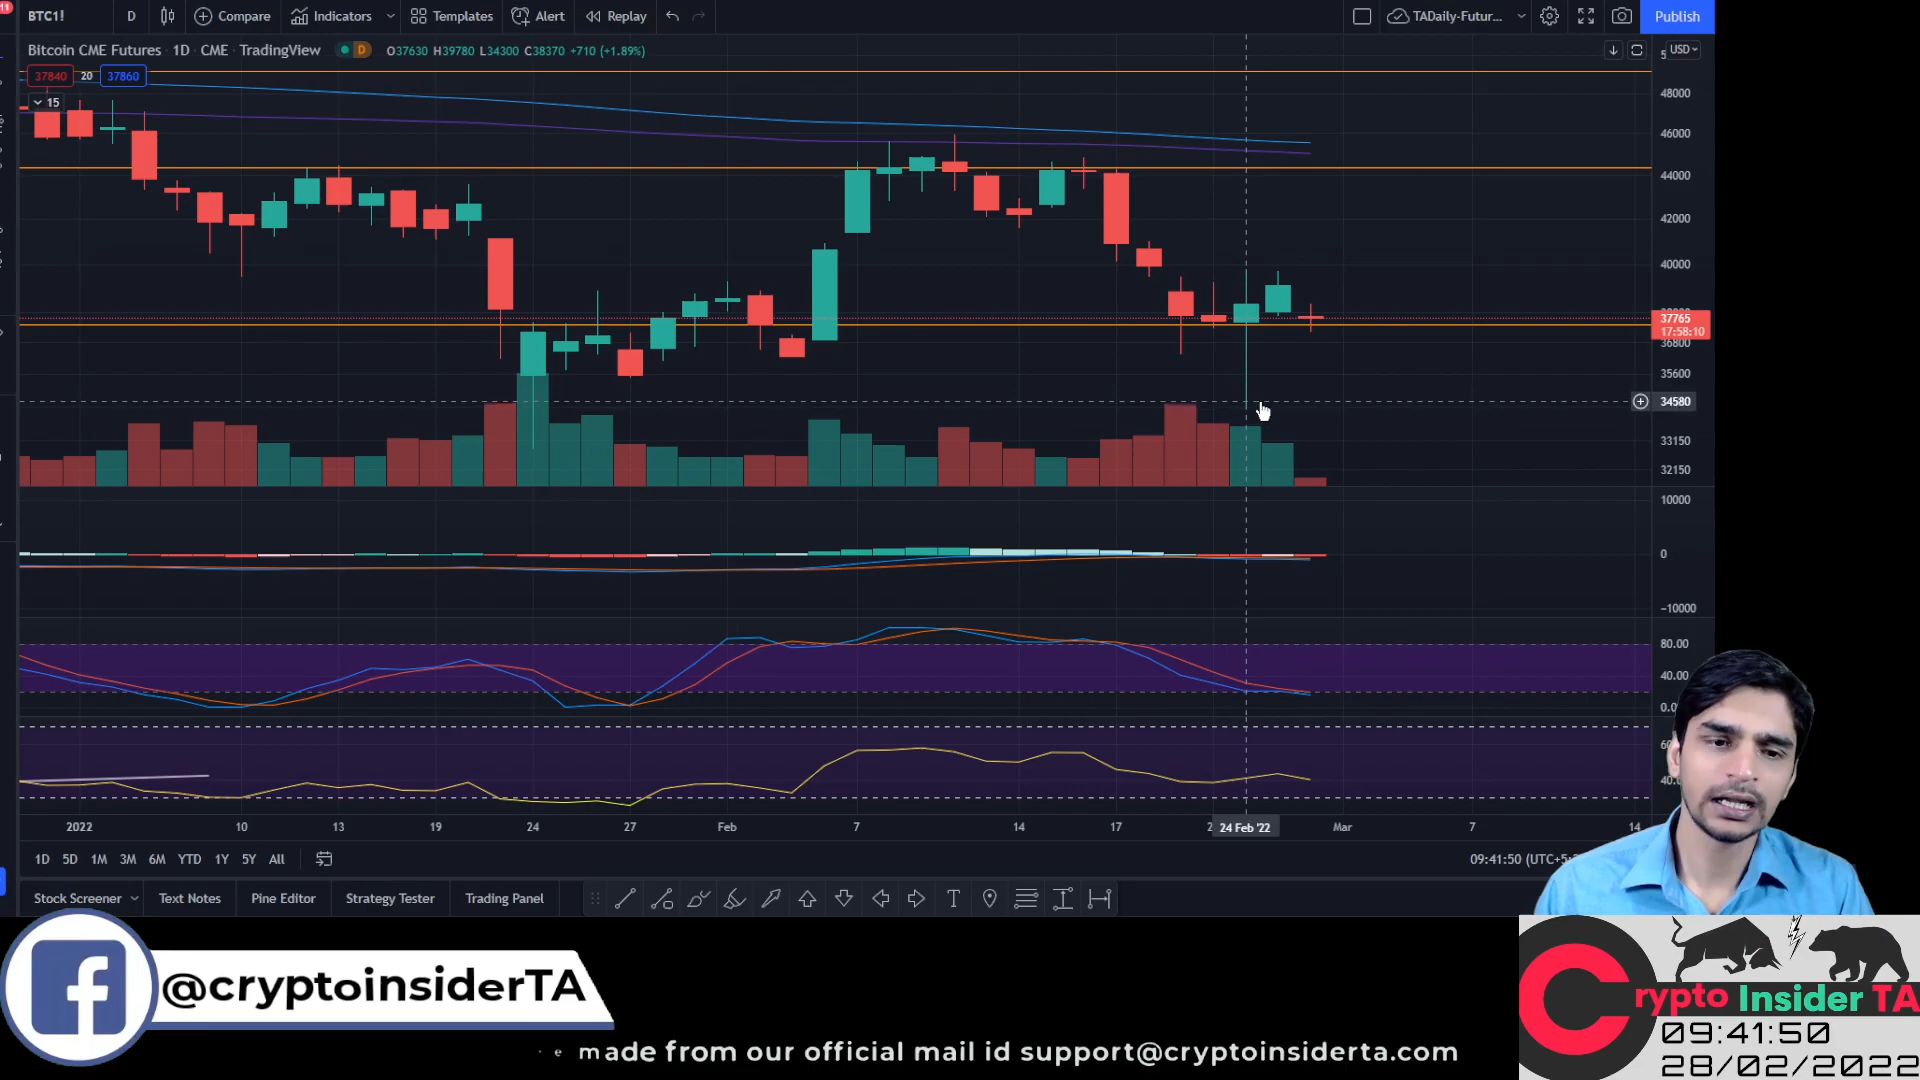 11
BTC1!
D
Compare
Indicators
Templates
Alert
Replay
TADaily-Futur...
Publish
Bitcoin CME Futures · 1D · CME · TradingView
D
O37630 H39780 L34300 C38370 +710 (+1.89%)
USD
37840 20 37860
15
48000
46000
44000
42000
40000
37765
17:58:10
36800
35600
34580
33150
32150
10000
0
−10000
80.00
40.00
2022
10
13
19
24
27
Feb
7
14
17
24 Feb '22
Mar
7
14
1D 5D 1M 3M 6M YTD 1Y 5Y All
09:41:50 (UTC+5:
Stock Screener
Text Notes
Pine Editor
Strategy Tester
Trading Panel
@cryptoinsiderTA
made from our official mail id support@cryptoinsiderta.com
Crypto Insider TA
09:41:50
28/02/2022